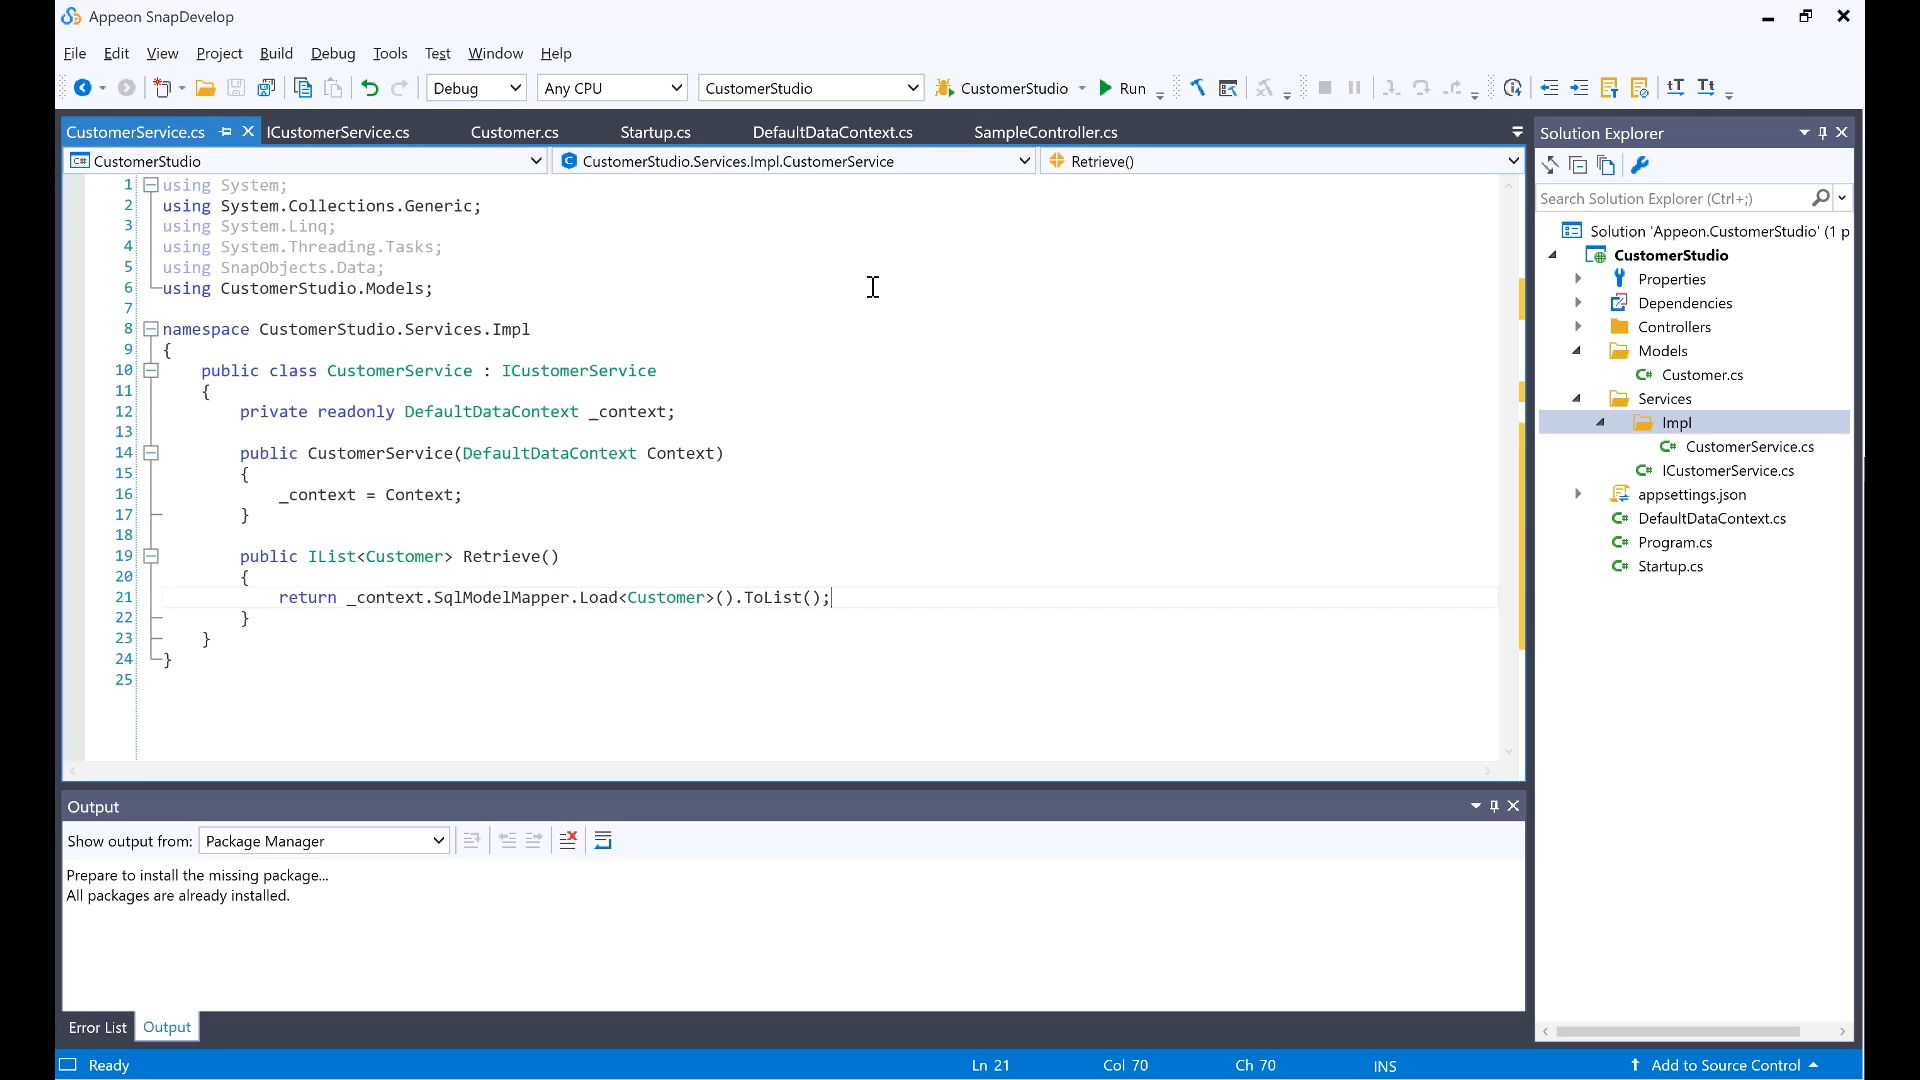 Appeon SnapDevelop
File Edit View Project Build Debug Tools Test Window Help
Debug Any CPU CustomerStudio CustomerStudio Run
CustomerService.cs ICustomerService.cs Customer.cs Startup.cs DefaultDataContext.cs SampleController.cs
CustomerStudio CustomerStudio.Services.Impl.CustomerService Retrieve()
1 using System;
2 using System.Collections.Generic;
3 using System.Linq;
4 using System.Threading.Tasks;
5 using SnapObjects.Data;
6 using CustomerStudio.Models;
7
8 namespace CustomerStudio.Services.Impl
9 {
10 public class CustomerService : ICustomerService
11 {
12 private readonly DefaultDataContext _context;
13
14 public CustomerService(DefaultDataContext Context)
15 {
16 _context = Context;
17 }
18
19 public IList<Customer> Retrieve()
20 {
21 return _context.SqlModelMapper.Load<Customer>().ToList();
22 }
23 }
24 }
25
Output
Show output from: Package Manager
Prepare to install the missing package...
All packages are already installed.
Error List Output
Solution Explorer
Search Solution Explorer (Ctrl+;)
Solution 'Appeon.CustomerStudio' (1 p
CustomerStudio
Properties
Dependencies
Controllers
Models
C# Customer.cs
Services
Impl
C# CustomerService.cs
C# ICustomerService.cs
appsettings.json
C# DefaultDataContext.cs
C# Program.cs
C# Startup.cs
Ready Ln 21 Col 70 Ch 70 INS Add to Source Control